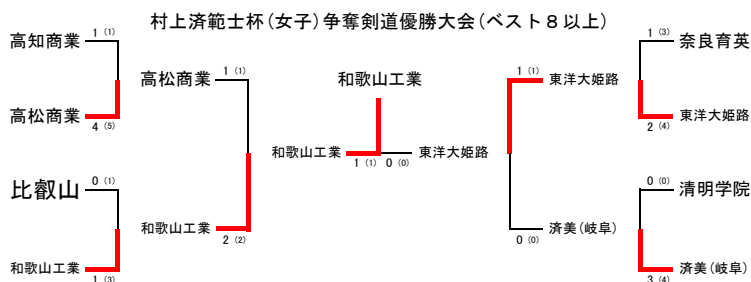 村上済範士杯(女子)争奪剣道優勝大会(ベスト8以上)
高知商業 1 (1)
高松商業
4 (5)
比叡山 0 (1)
和歌山工業
1 (3)
高松商業 1 (1)
和歌山工業
2 (2)
和歌山工業
和歌山工業 東洋大姫路
1 (1) 0 (0)
1 (1) 東洋大姫路
済美(岐阜)
0 (0)
1 (3) 奈良育英
東洋大姫路
2 (4)
0 (0) 清明学院
済美(岐阜)
3 (4)